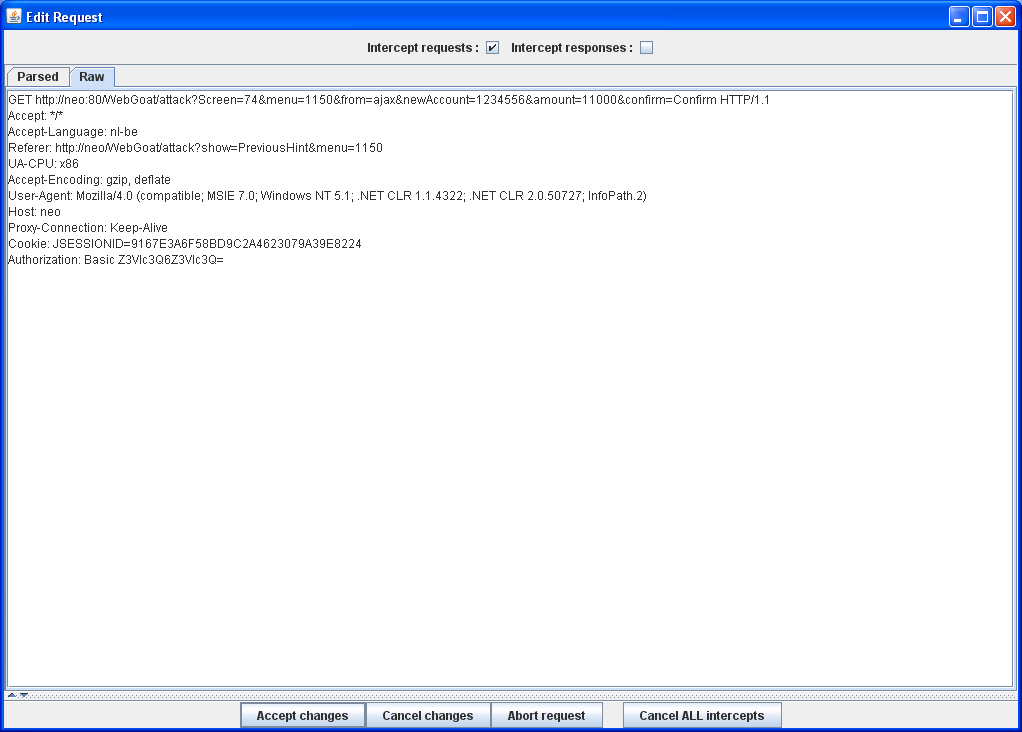 Edit Request
Intercept requests : Intercept responses :
Parsed Raw
GET http://neo:80/WebGoat/attack?Screen=74&menu=1150&from=ajax&newAccount=1234556&amount=11000&confirm=Confirm HTTP/1.1
Accept: */*
Accept-Language: nl-be
Referer: http://neo/WebGoat/attack?show=PreviousHint&menu=1150
UA-CPU: x86
Accept-Encoding: gzip, deflate
User-Agent: Mozilla/4.0 (compatible; MSIE 7.0; Windows NT 5.1; .NET CLR 1.1.4322; .NET CLR 2.0.50727; InfoPath.2)
Host: neo
Proxy-Connection: Keep-Alive
Cookie: JSESSIONID=9167E3A6F58BD9C2A4623079A39E8224
Authorization: Basic Z3Vlc3Q6Z3Vlc3Q=
Accept changes Cancel changes Abort request Cancel ALL intercepts